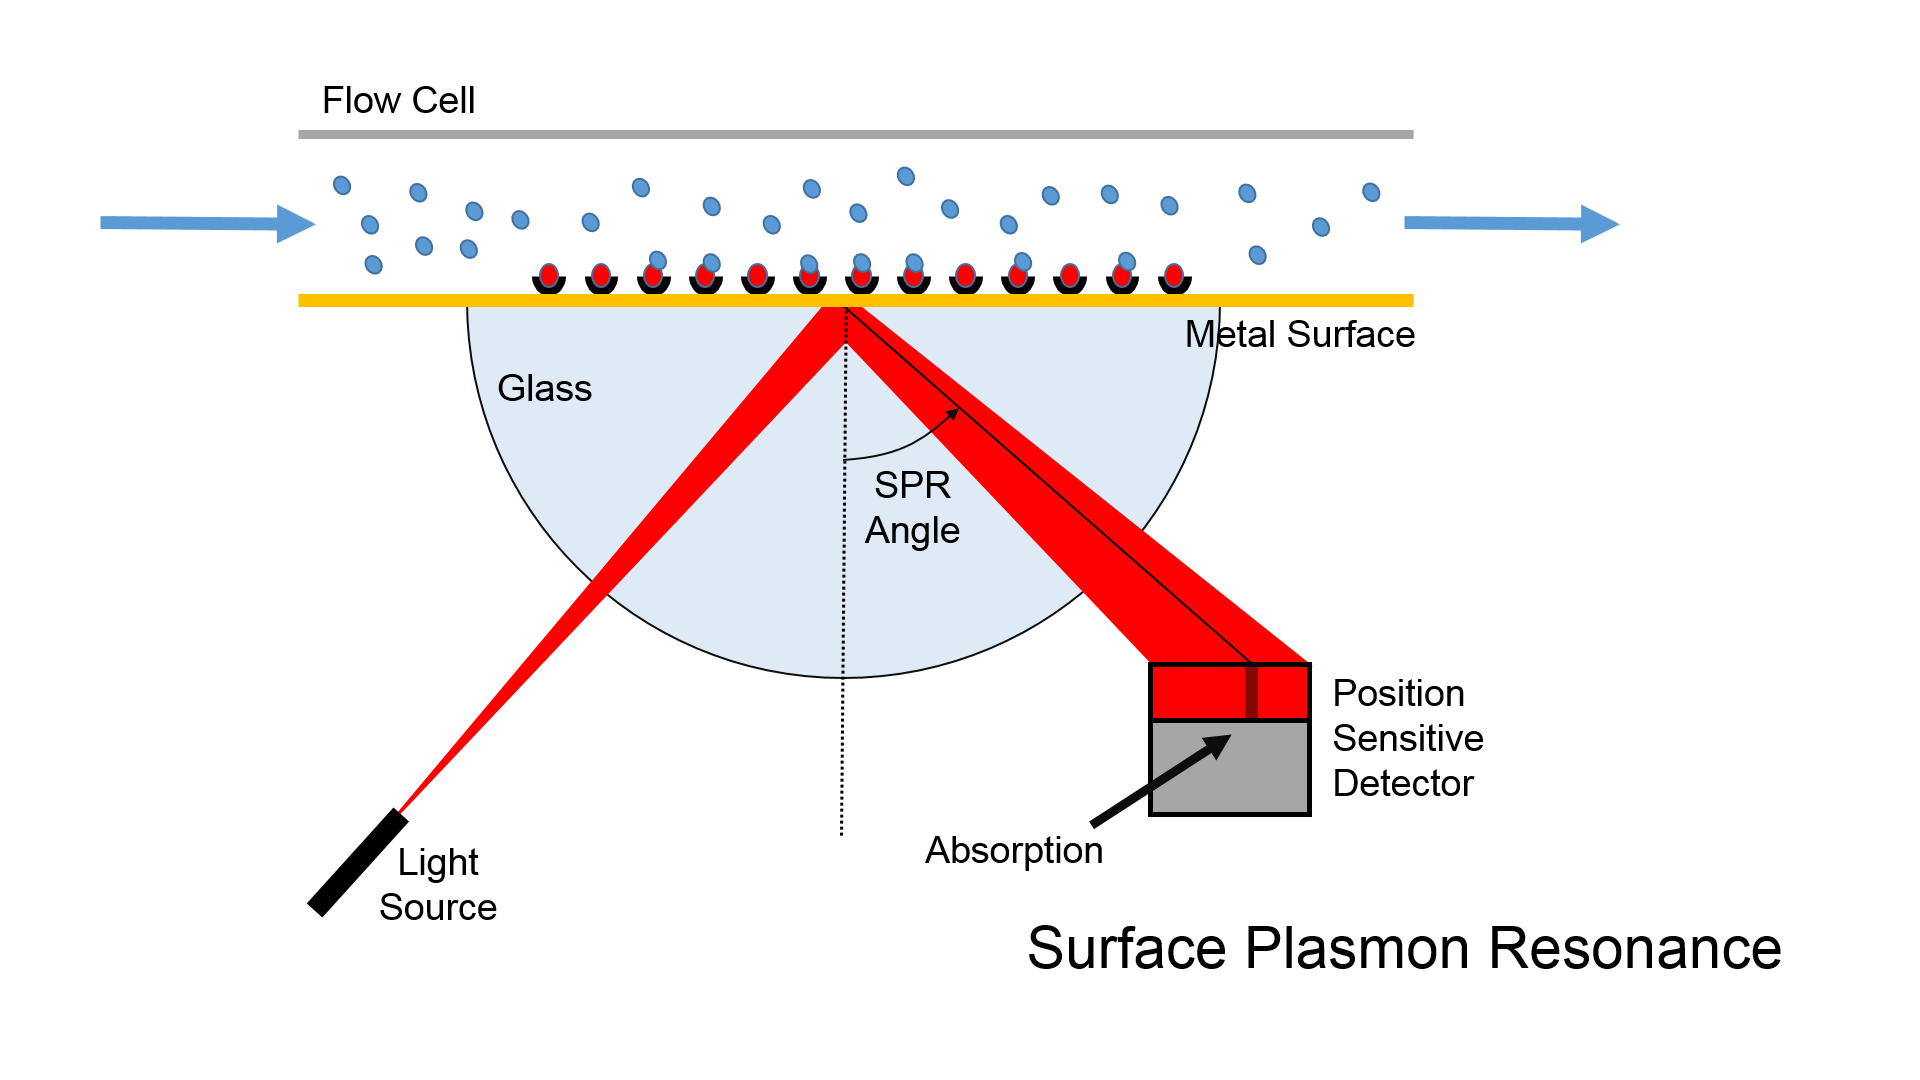 Flow Cell
Metal Surface
Glass
SPR
Angle
Position
Sensitive
Detector
Absorption
Light
Source
Surface Plasmon Resonance